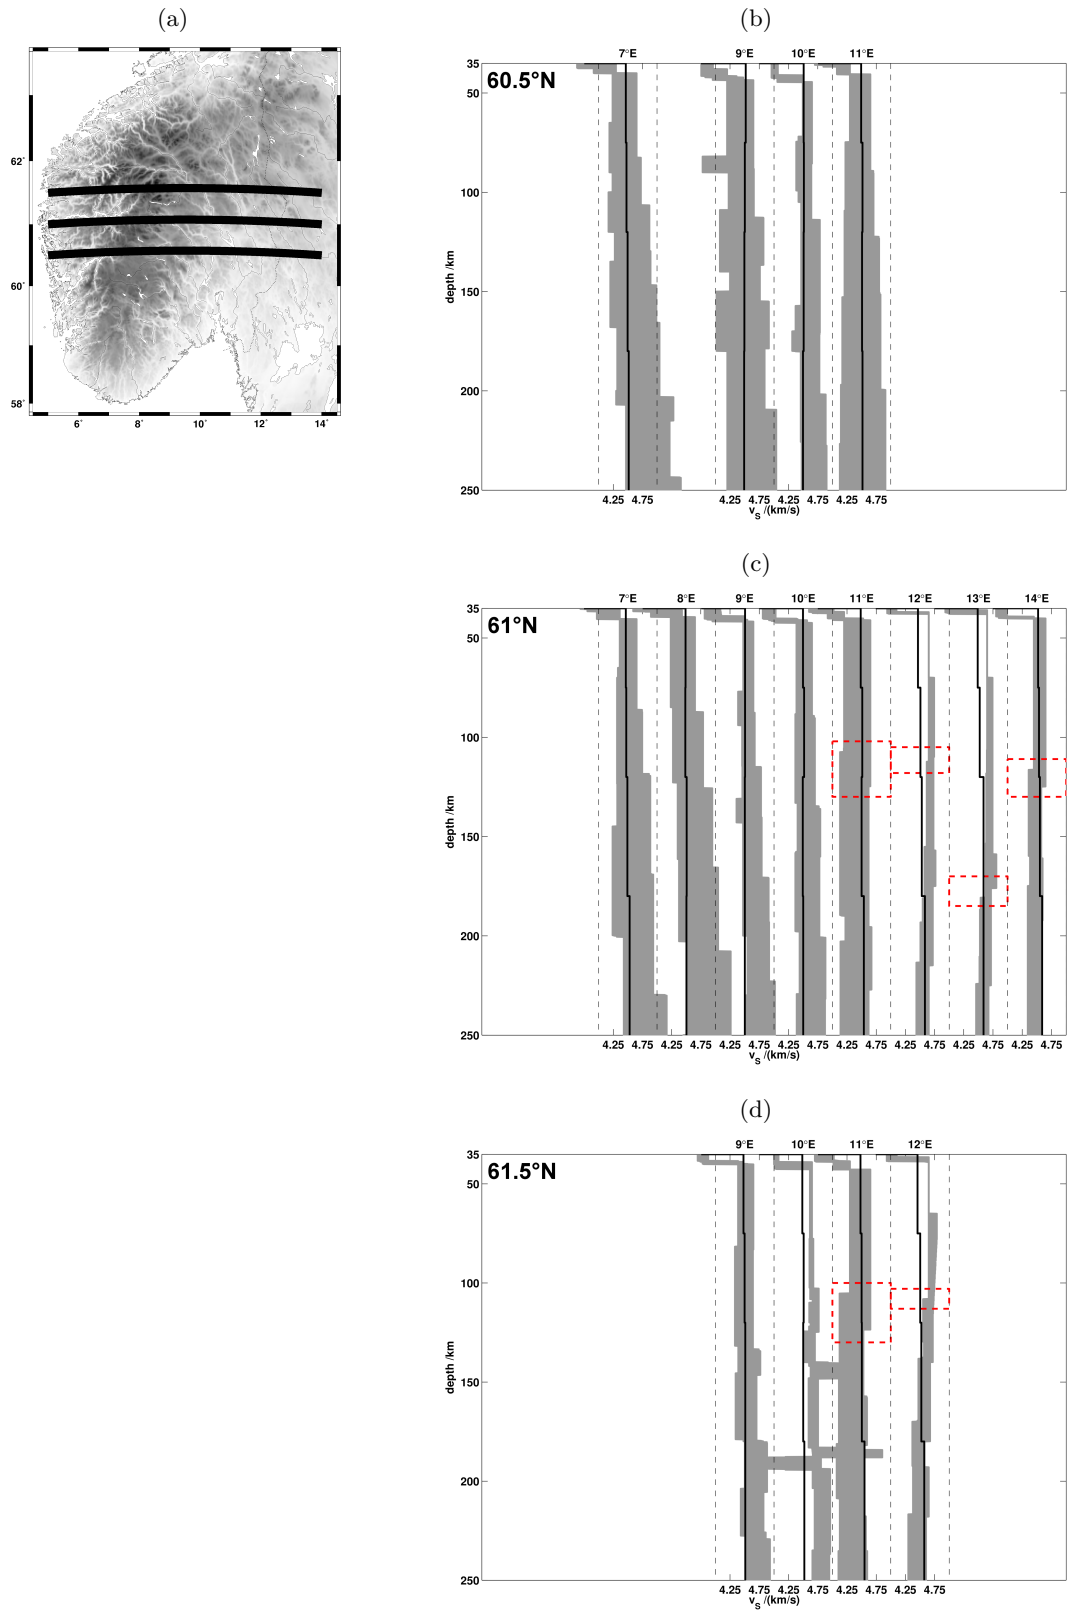 (a)
62°
60°
58°
6° 8° 10° 12° 14°
(b)
7°E 9°E 10°E 11°E
60.5°N
35
50
100
150
200
250
depth /km
4.25 4.75 4.25 4.75 4.25 4.75 4.25 4.75
vS /(km/s)
(c)
7°E 8°E 9°E 10°E 11°E 12°E 13°E 14°E
61°N
35
50
100
150
200
250
depth /km
4.25 4.75 4.25 4.75 4.25 4.75 4.25 4.75 4.25 4.75 4.25 4.75 4.25 4.75 4.25 4.75
vS /(km/s)
(d)
9°E 10°E 11°E 12°E
61.5°N
35
50
100
150
200
250
depth /km
4.25 4.75 4.25 4.75 4.25 4.75 4.25 4.75
vS /(km/s)